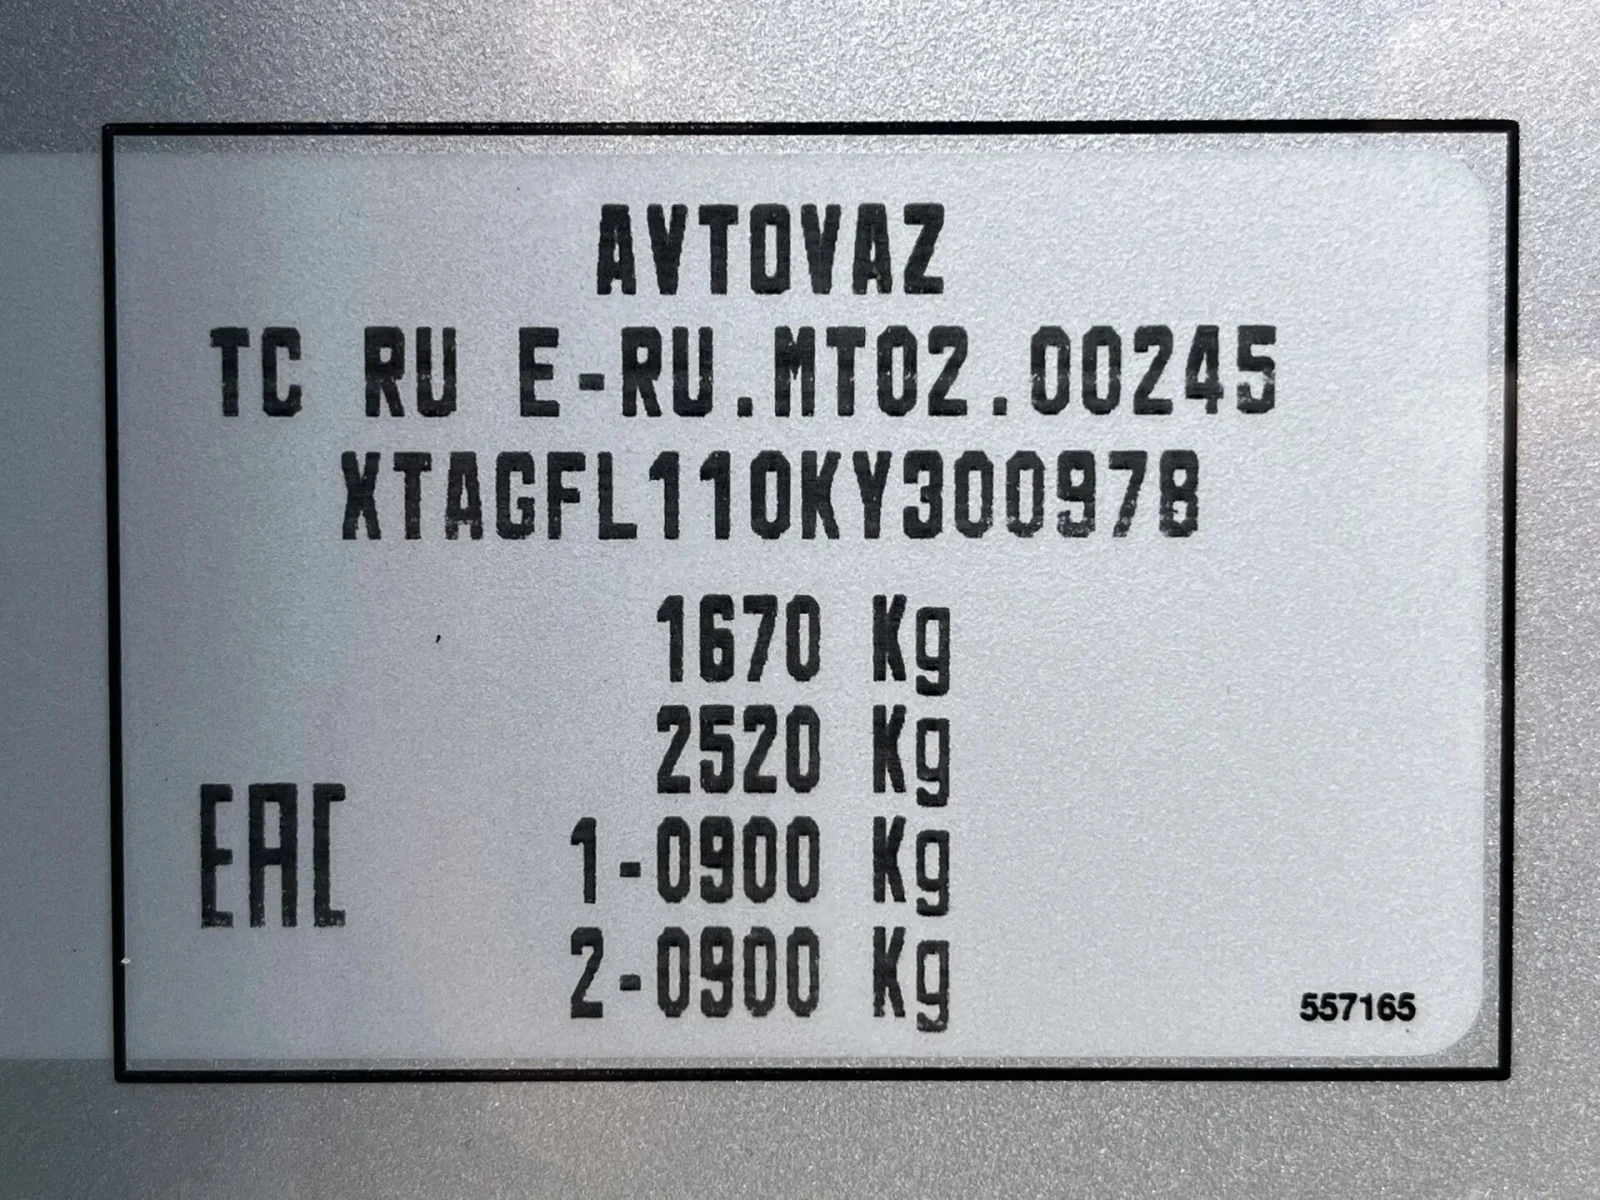 AVTOVAZ
TC RU E-RU.MT02.00245
XTAGFL110KY300978
1670 Kg
2520 Kg
1-0900 Kg
2-0900 Kg
EAC
557165